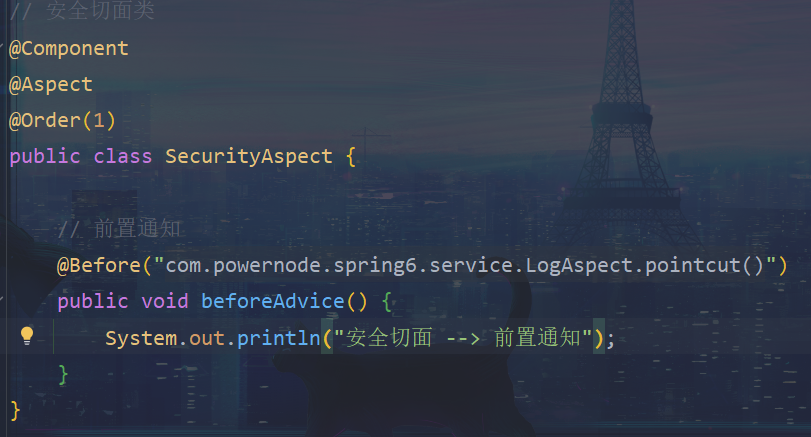 // 安全切面类
@Component
@Aspect
@Order(1)
public class SecurityAspect {
// 前置通知
@Before("com.powernode.spring6.service.LogAspect.pointcut()")
public void beforeAdvice() {
System.out.println("安全切面 --> 前置通知");
}
}